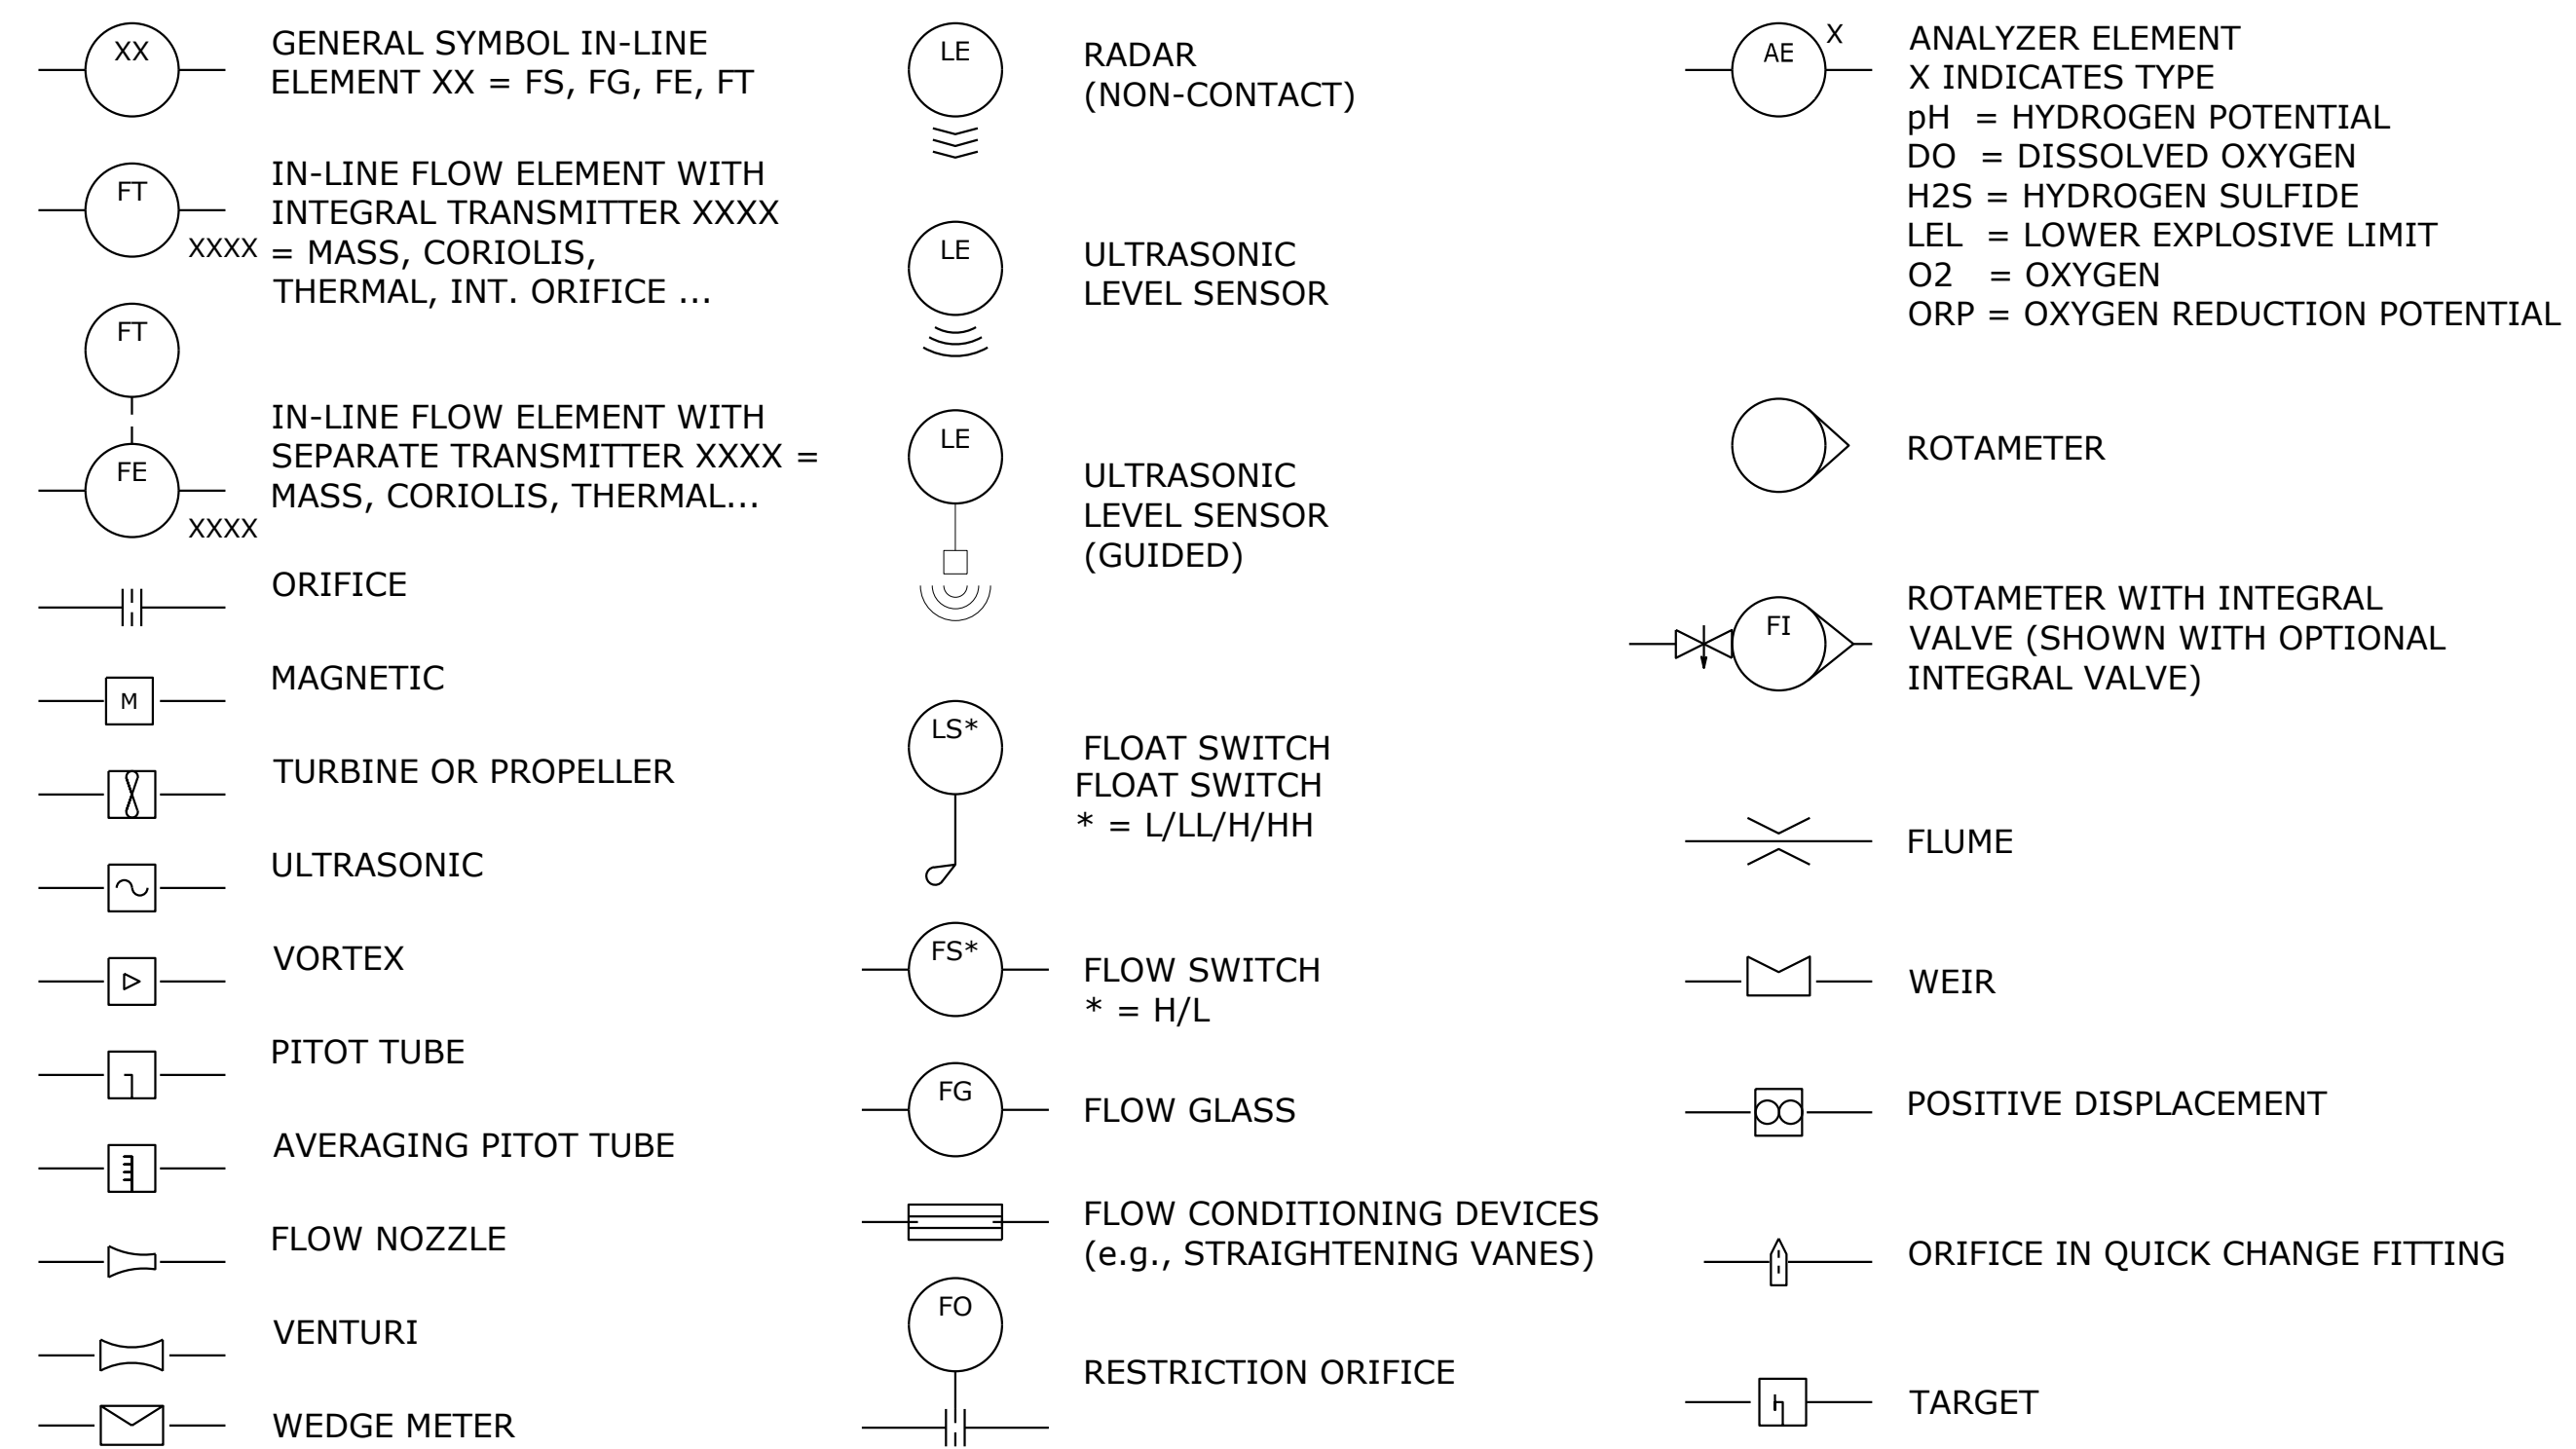 XX
GENERAL SYMBOL IN-LINE
ELEMENT XX = FS, FG, FE, FT
FT
XXXX
IN-LINE FLOW ELEMENT WITH
INTEGRAL TRANSMITTER XXXX
= MASS, CORIOLIS,
THERMAL, INT. ORIFICE ...
FT
FE
XXXX
IN-LINE FLOW ELEMENT WITH
SEPARATE TRANSMITTER XXXX =
MASS, CORIOLIS, THERMAL...
ORIFICE
M
MAGNETIC
TURBINE OR PROPELLER
ULTRASONIC
VORTEX
PITOT TUBE
AVERAGING PITOT TUBE
FLOW NOZZLE
VENTURI
WEDGE METER
LE
RADAR
(NON-CONTACT)
LE
ULTRASONIC
LEVEL SENSOR
LE
ULTRASONIC
LEVEL SENSOR
(GUIDED)
LS*
FLOAT SWITCH
FLOAT SWITCH
* = L/LL/H/HH
FS*
FLOW SWITCH
* = H/L
FG
FLOW GLASS
FLOW CONDITIONING DEVICES
(e.g., STRAIGHTENING VANES)
FO
RESTRICTION ORIFICE
AE
X
ANALYZER ELEMENT
X INDICATES TYPE
pH = HYDROGEN POTENTIAL
DO = DISSOLVED OXYGEN
H2S = HYDROGEN SULFIDE
LEL = LOWER EXPLOSIVE LIMIT
O2 = OXYGEN
ORP = OXYGEN REDUCTION POTENTIAL
ROTAMETER
FI
ROTAMETER WITH INTEGRAL
VALVE (SHOWN WITH OPTIONAL
INTEGRAL VALVE)
FLUME
WEIR
POSITIVE DISPLACEMENT
ORIFICE IN QUICK CHANGE FITTING
TARGET